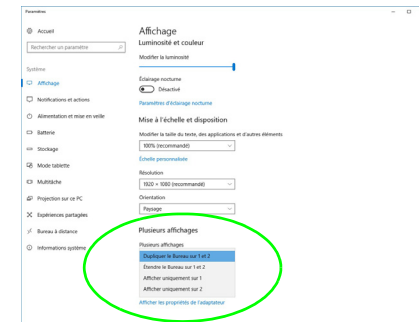 Paramètres
Accueil
Rechercher un paramètre
Système
Affichage
Notifications et actions
Alimentation et mise en veille
Batterie
Stockage
Mode tablette
Multitâche
Projection sur ce PC
Expériences partagées
Bureau à distance
Informations système
Affichage
Luminosité et couleur
Modifier la luminosité
Éclairage nocturne
Désactivé
Paramètres d'éclairage nocturne
Mise à l'échelle et disposition
Modifier la taille du texte, des applications et d'autres éléments
100% (recommandé)
Échelle personnalisée
Résolution
1920 × 1080 (recommandé)
Orientation
Paysage
Plusieurs affichages
Plusieurs affichages
Dupliquer le Bureau sur 1 et 2
Étendre le Bureau sur 1 et 2
Afficher uniquement sur 1
Afficher uniquement sur 2
Afficher les propriétés de l'adaptateur